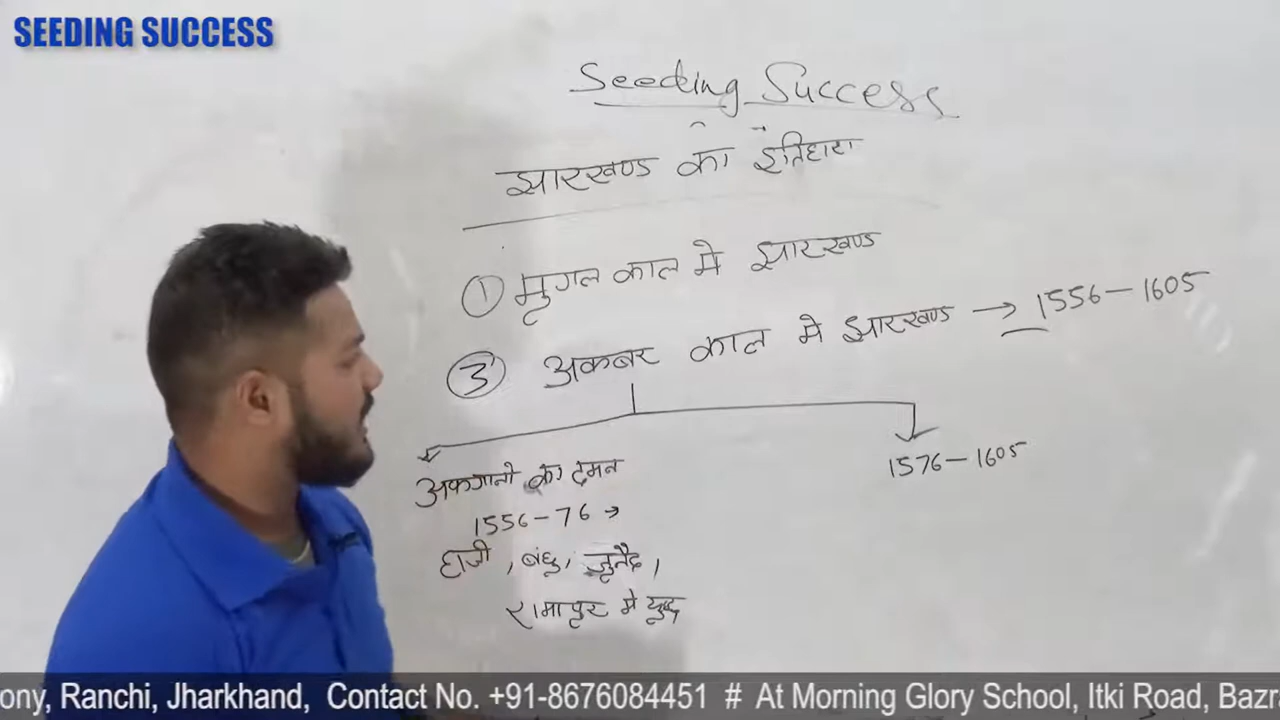 SEEDING SUCCESS
Seeding Success
झारखण्ड का इतिहास
① मुगल काल मे झारखण्ड
③ अकबर काल मे झारखण्ड → 1556 - 1605
अफगानो का दमन
1556 - 76 →
हाजी, बंधु, जुनैद,
रामापुर मे युद्ध
1576 - 1605
ony, Ranchi, Jharkhand, Contact No. +91-8676084451 # At Morning Glory School, Itki Road, Bazr